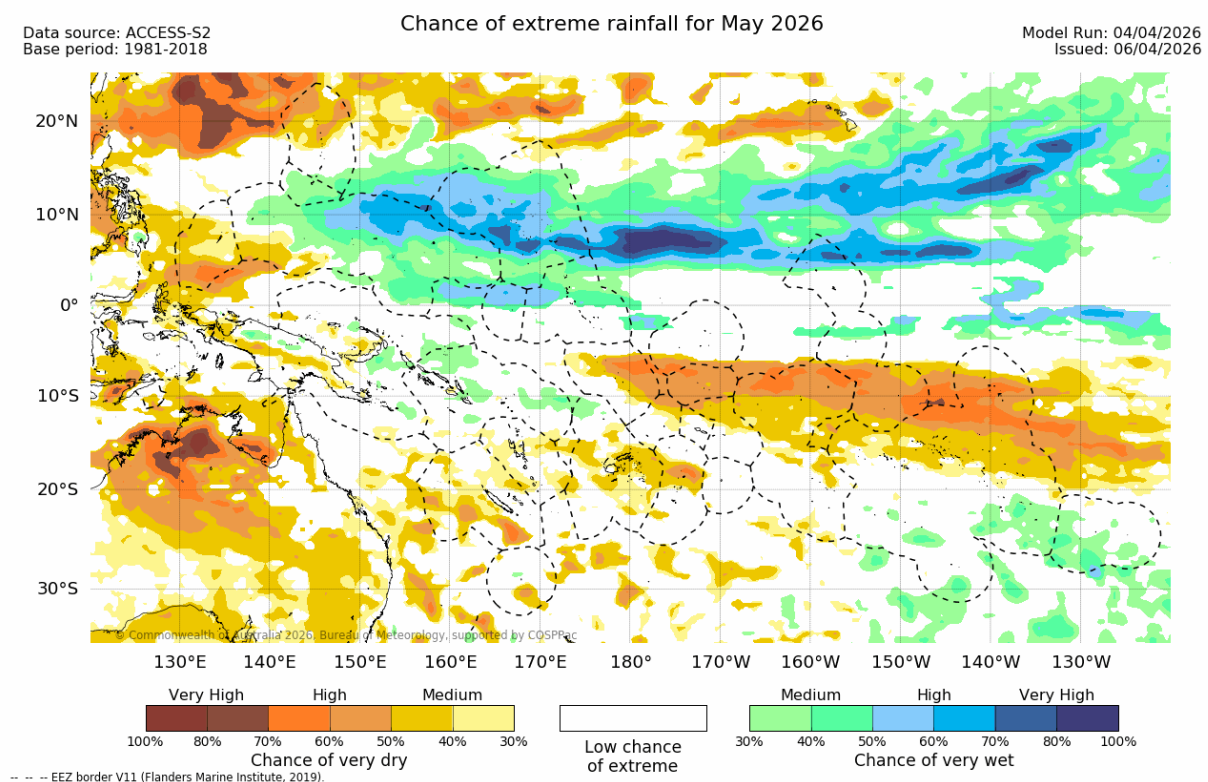 Chance of extreme rainfall for May 2026
Data source: ACCESS-S2
Base period: 1981-2018
Model Run: 04/04/2026
Issued: 06/04/2026
20°N
10°N
0°
10°S
20°S
30°S
© Commonwealth of Australia 2026, Bureau of Meteorology, supported by COSPPac
130°E 140°E 150°E 160°E 170°E 180° 170°W 160°W 150°W 140°W 130°W
Very High High Medium
100% 80% 70% 60% 50% 40% 30%
Chance of very dry
Low chance
of extreme
Medium High Very High
30% 40% 50% 60% 70% 80% 100%
Chance of very wet
-- -- -- EEZ border V11 (Flanders Marine Institute, 2019).